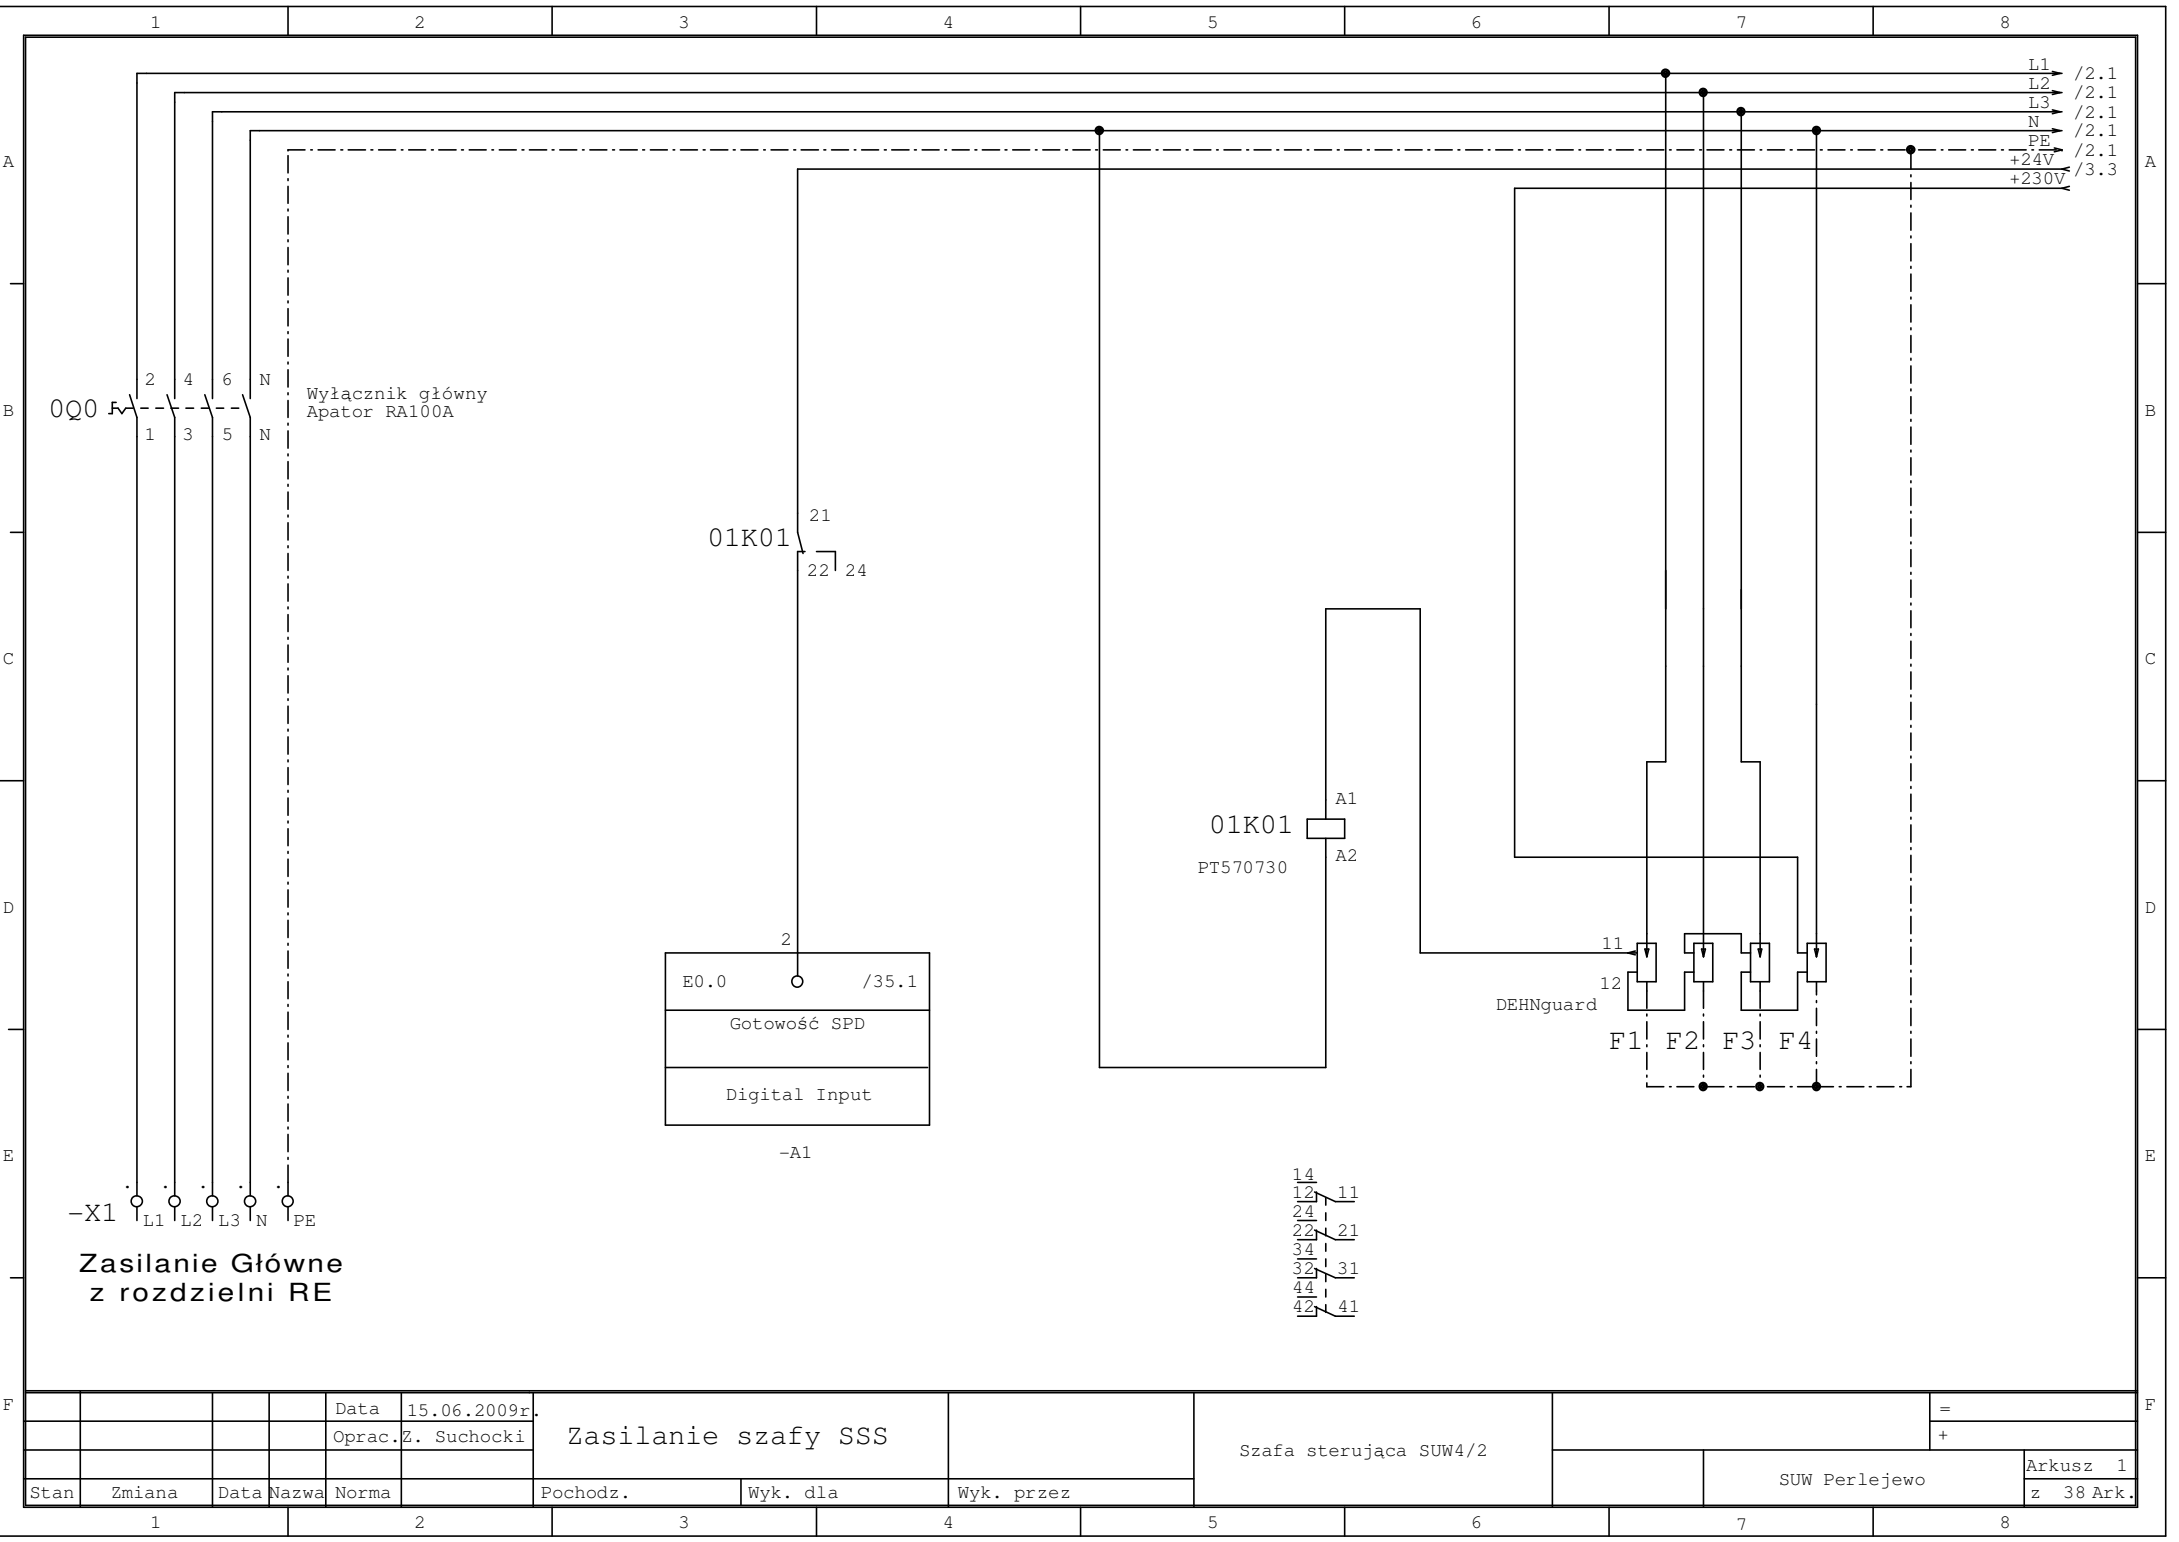 1 2 3 4 5 6 7 8
L1 /2.1
L2 /2.1
L3 /2.1
N /2.1
PE /2.1
+24V /3.3
+230V
A A
2 4 6 N
0Q0
Wyłącznik główny
Apator RA100A
1 3 5 N
B B
21
01K01
22 24
C C
A1
01K01
A2
PT570730
D D
2
E0.0 /35.1
Gotowość SPD
Digital Input
-A1
11
12
DEHNguard
F1 F2 F3 F4
E E
14
12 11
24
22 21
34
32 31
44
42 41
-X1 L1 L2 L3 N PE
Zasilanie Główne
z rozdzielni RE
F F
Data 15.06.2009r.
Oprac. Z. Suchocki
Stan Zmiana Data Nazwa Norma
Zasilanie szafy SSS
Pochodz. Wyk. dla Wyk. przez
Szafa sterująca SUW4/2
SUW Perlejewo
=
+
Arkusz 1
z 38 Ark.
1 2 3 4 5 6 7 8